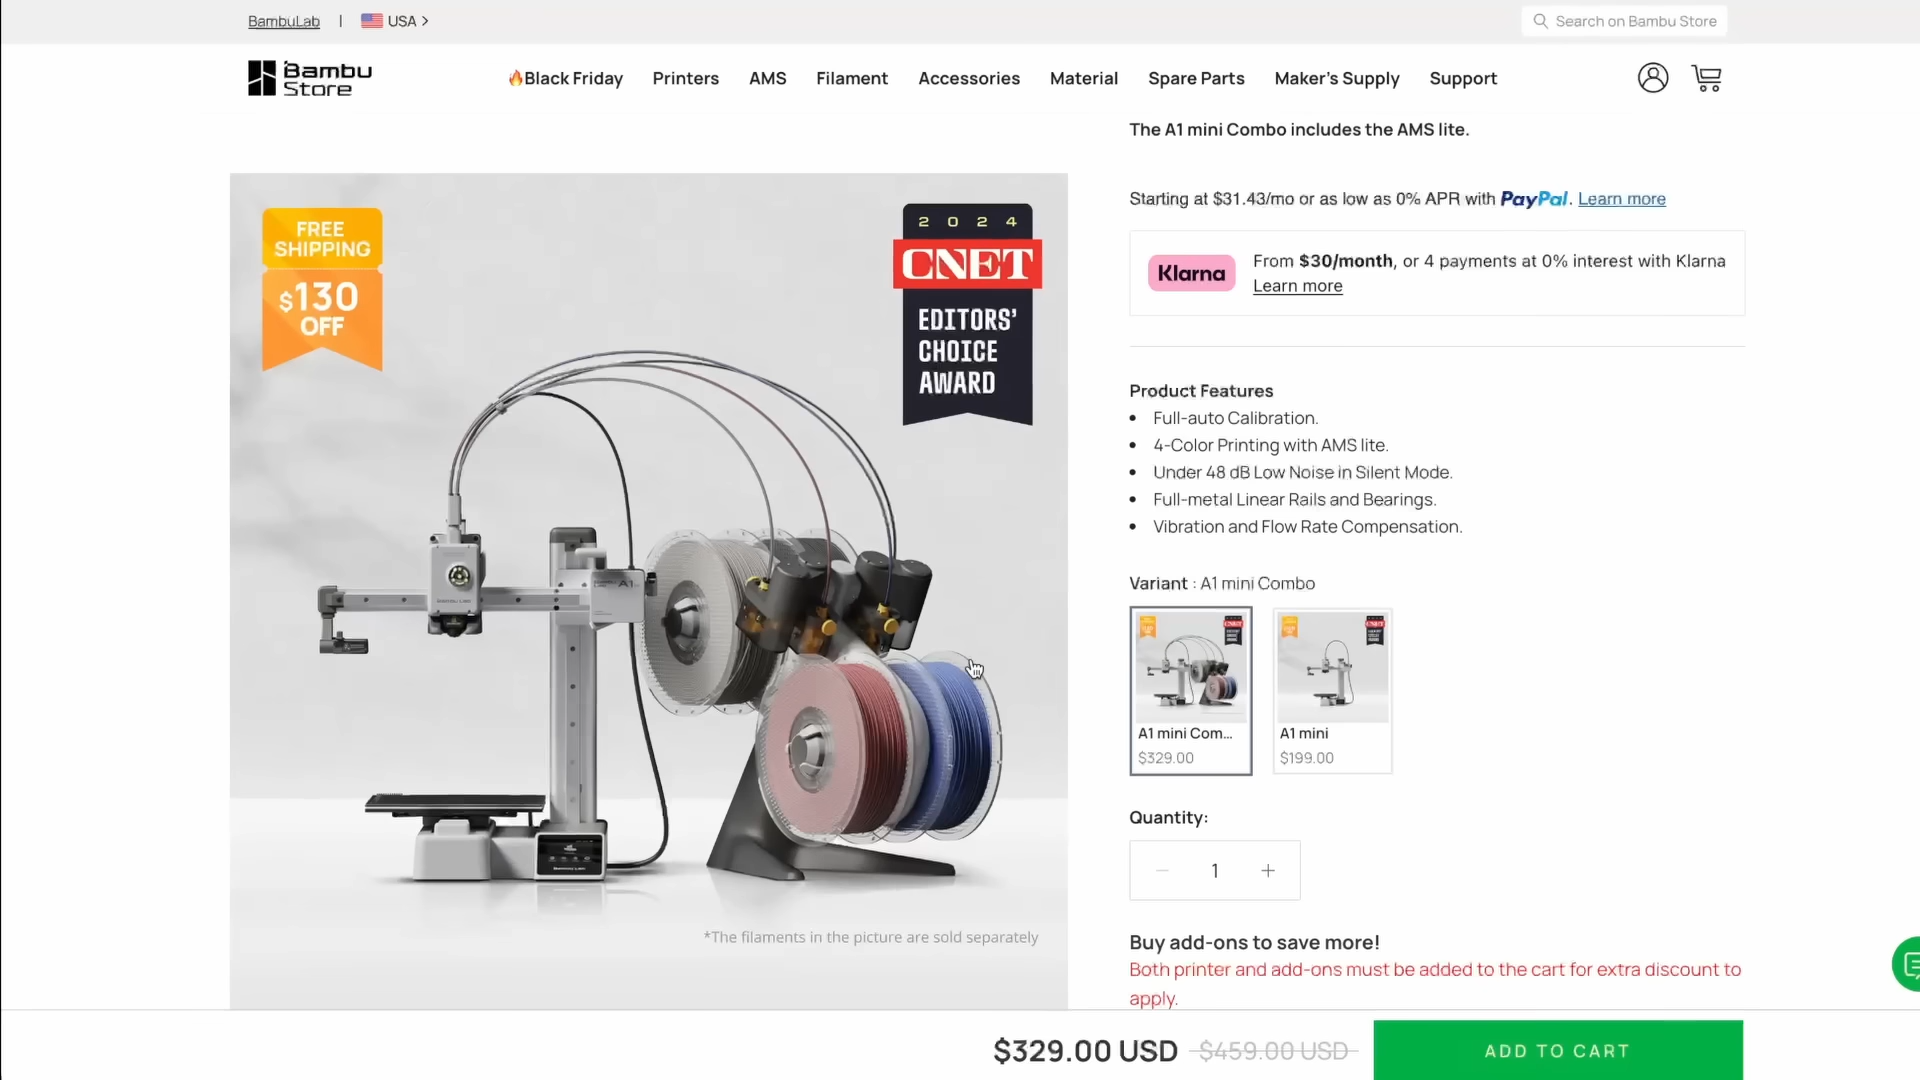 BambuLab | USA >
Search on Bambu Store
Bambu
Store
🔥Black Friday
Printers
AMS
Filament
Accessories
Material
Spare Parts
Maker's Supply
Support
The A1 mini Combo includes the AMS lite.
FREE
SHIPPING
$130
OFF
2024
CNET
EDITORS'
CHOICE
AWARD
A1
*The filaments in the picture are sold separately
Starting at $31.43/mo or as low as 0% APR with PayPal. Learn more
Klarna
From $30/month, or 4 payments at 0% interest with Klarna
Learn more
Product Features
• Full-auto Calibration.
• 4-Color Printing with AMS lite.
• Under 48 dB Low Noise in Silent Mode.
• Full-metal Linear Rails and Bearings.
• Vibration and Flow Rate Compensation.
Variant : A1 mini Combo
A1 mini Com...
$329.00
A1 mini
$199.00
Quantity:
− 1 +
Buy add-ons to save more!
Both printer and add-ons must be added to the cart for extra discount to
apply.
$329.00 USD $459.00 USD
ADD TO CART